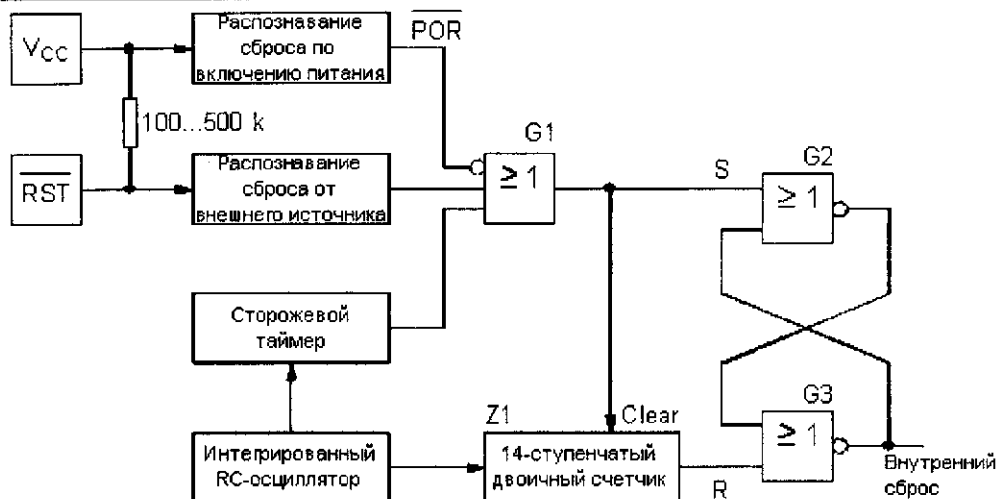 V_CC
Распознавание
сброса по
включению питания
POR
100...500 k
RST
Распознавание
сброса от
внешнего источника
G1
≥ 1
S
G2
≥ 1
Сторожевой
таймер
Z1
Clear
G3
≥ 1
Интегрированный
RC-осциллятор
14-ступенчатый
двоичный счетчик
R
Внутренний
сброс